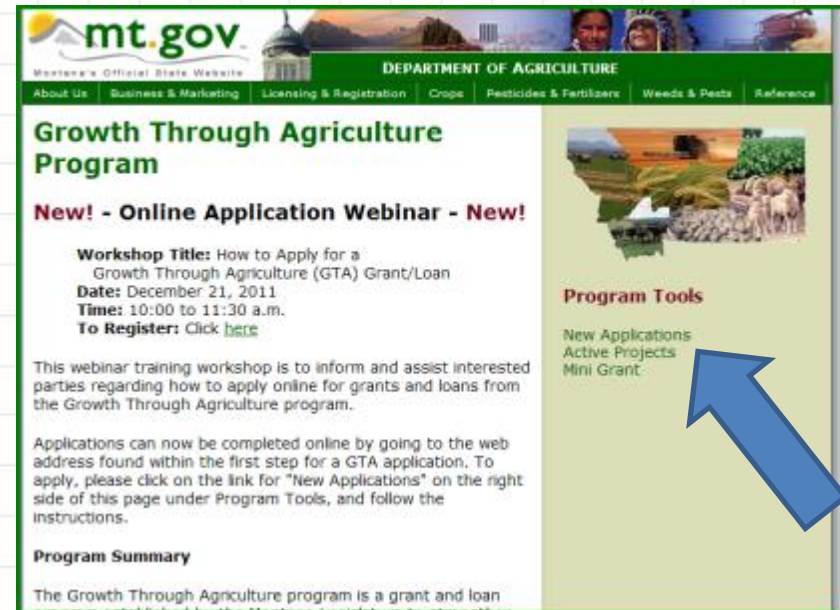 mt.gov
Montana's Official State Website
DEPARTMENT OF AGRICULTURE
About Us Business & Marketing Licensing & Registration Crops Pesticides & Fertilizers Weeds & Pests Reference
Growth Through Agriculture
Program
New! - Online Application Webinar - New!
Workshop Title: How to Apply for a
Growth Through Agriculture (GTA) Grant/Loan
Date: December 21, 2011
Time: 10:00 to 11:30 a.m.
To Register: Click here
This webinar training workshop is to inform and assist interested
parties regarding how to apply online for grants and loans from
the Growth Through Agriculture program.
Applications can now be completed online by going to the web
address found within the first step for a GTA application. To
apply, please click on the link for "New Applications" on the right
side of this page under Program Tools, and follow the
instructions.
Program Summary
The Growth Through Agriculture program is a grant and loan
Program Tools
New Applications
Active Projects
Mini Grant